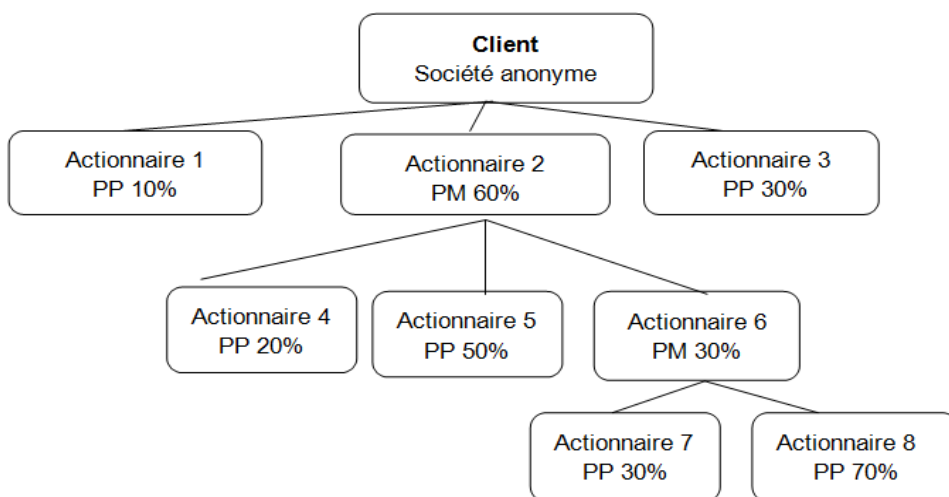 Client
Société anonyme
Actionnaire 1
PP 10%
Actionnaire 2
PM 60%
Actionnaire 3
PP 30%
Actionnaire 4
PP 20%
Actionnaire 5
PP 50%
Actionnaire 6
PM 30%
Actionnaire 7
PP 30%
Actionnaire 8
PP 70%